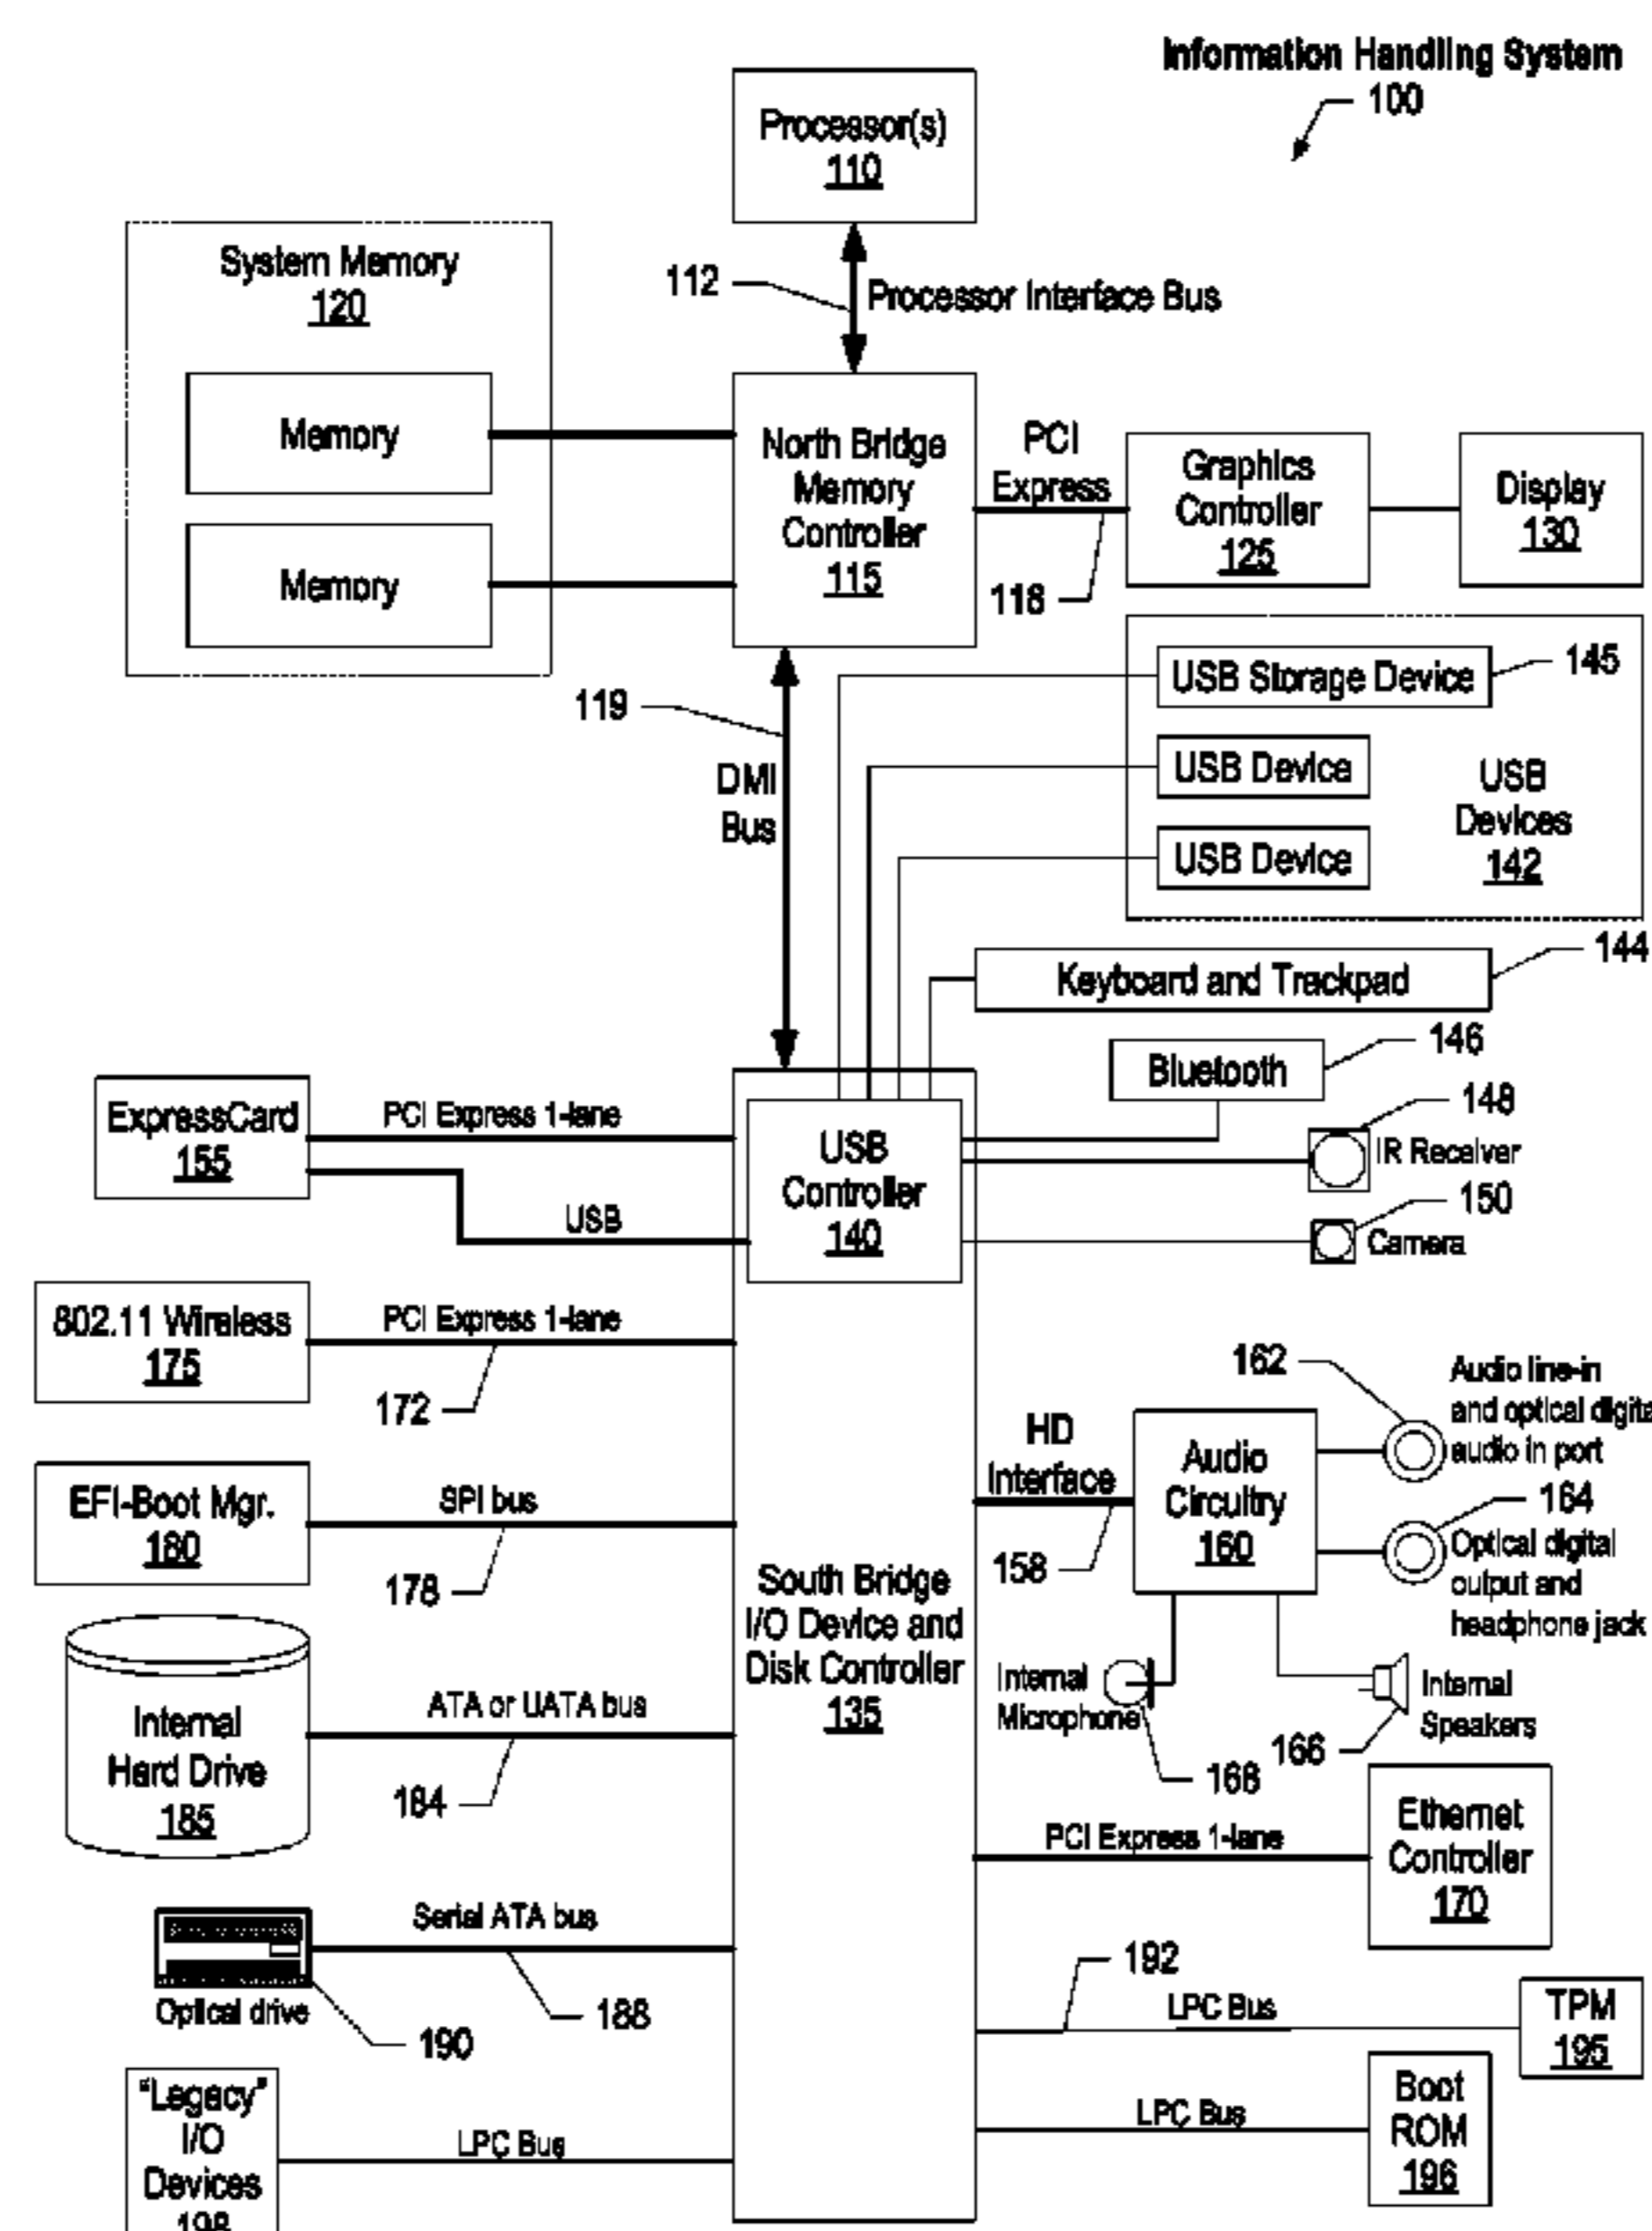 Information Handling System
100
Processor(s)
110
System Memory
120
112
Processor Interface Bus
Memory
Memory
North Bridge
Memory
Controller
115
PCI
Express
118
Graphics
Controller
125
Display
130
119
DMI
Bus
USB Storage Device
145
USB Device
USB Device
USB
Devices
142
Keyboard and Trackpad
144
Bluetooth
146
148
IR Receiver
150
Camera
ExpressCard
155
PCI Express 1-lane
USB
USB
Controller
140
802.11 Wireless
175
PCI Express 1-lane
172
EFI-Boot Mgr.
180
SPI bus
178
HD
Interface
158
Audio
Circuitry
160
162
Audio line-in
and optical digita
audio in port
164
Optical digital
output and
headphone jack
South Bridge
I/O Device and
Disk Controller
135
Internal
Microphone
168
Internal
Speakers
166
Internal
Hard Drive
185
ATA or UATA bus
184
PCI Express 1-lane
Ethernet
Controller
170
Optical drive
190
Serial ATA bus
188
192
LPC Bus
TPM
195
"Legacy"
I/O
Devices
198
LPC Bus
LPC Bus
Boot
ROM
196